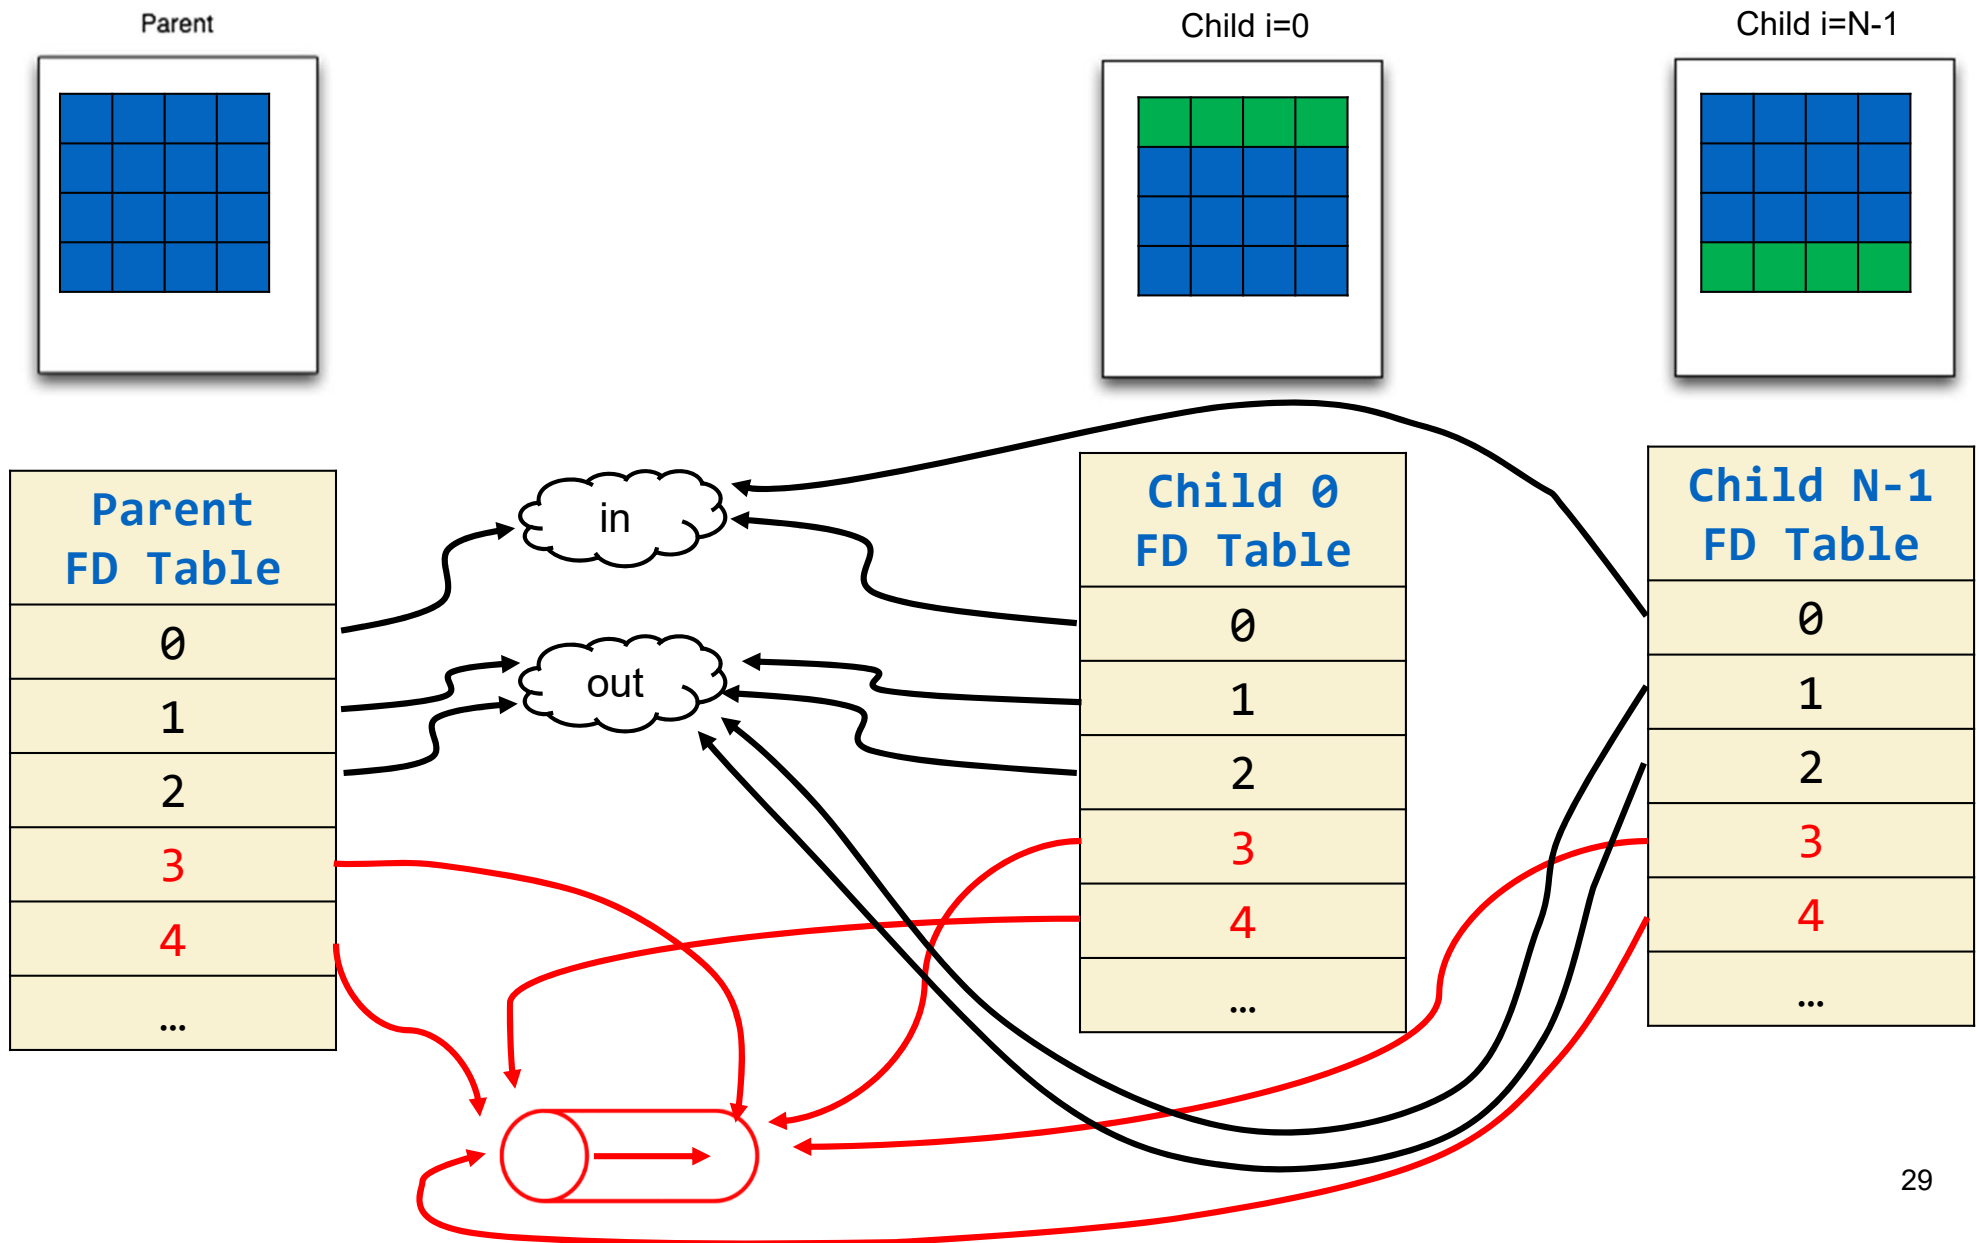 Parent
Child i=0
Child i=N-1
Parent
FD Table
0
1
2
3
4
…
in
out
Child 0
FD Table
0
1
2
3
4
…
Child N-1
FD Table
0
1
2
3
4
…
29